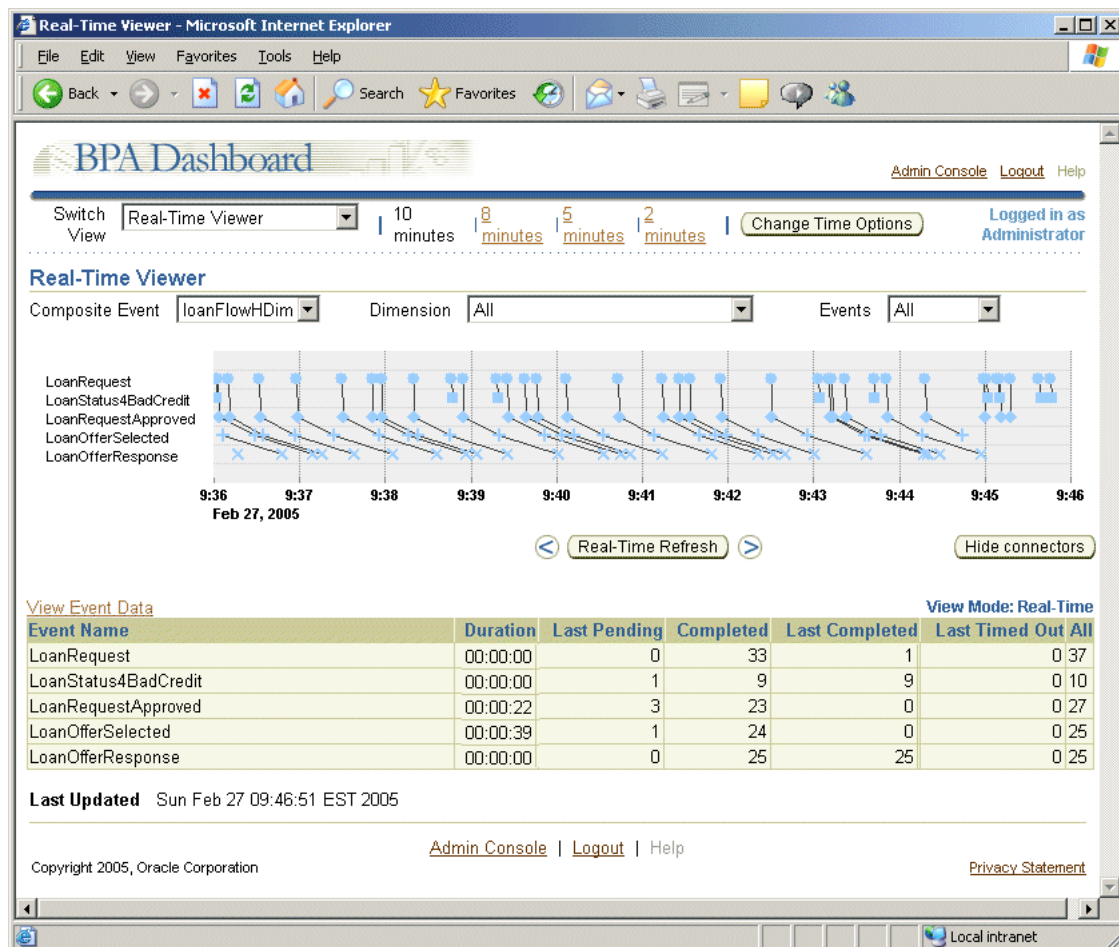 Real-Time Viewer - Microsoft Internet Explorer
File Edit View Favorites Tools Help
Back Search Favorites
BPA Dashboard
Admin Console Logout Help
Switch View Real-Time Viewer 10 minutes 8 minutes 5 minutes 2 minutes Change Time Options Logged in as Administrator
Real-Time Viewer
Composite Event loanFlowHDim Dimension All Events All
LoanRequest
LoanStatus4BadCredit
LoanRequestApproved
LoanOfferSelected
LoanOfferResponse
9:36 9:37 9:38 9:39 9:40 9:41 9:42 9:43 9:44 9:45 9:46
Feb 27, 2005
< Real-Time Refresh > Hide connectors
View Event Data View Mode: Real-Time
Event Name Duration Last Pending Completed Last Completed Last Timed Out All
LoanRequest 00:00:00 0 33 1 0 37
LoanStatus4BadCredit 00:00:00 1 9 9 0 10
LoanRequestApproved 00:00:22 3 23 0 0 27
LoanOfferSelected 00:00:39 1 24 0 0 25
LoanOfferResponse 00:00:00 0 25 25 0 25
Last Updated Sun Feb 27 09:46:51 EST 2005
Admin Console | Logout | Help
Copyright 2005, Oracle Corporation Privacy Statement
Local intranet